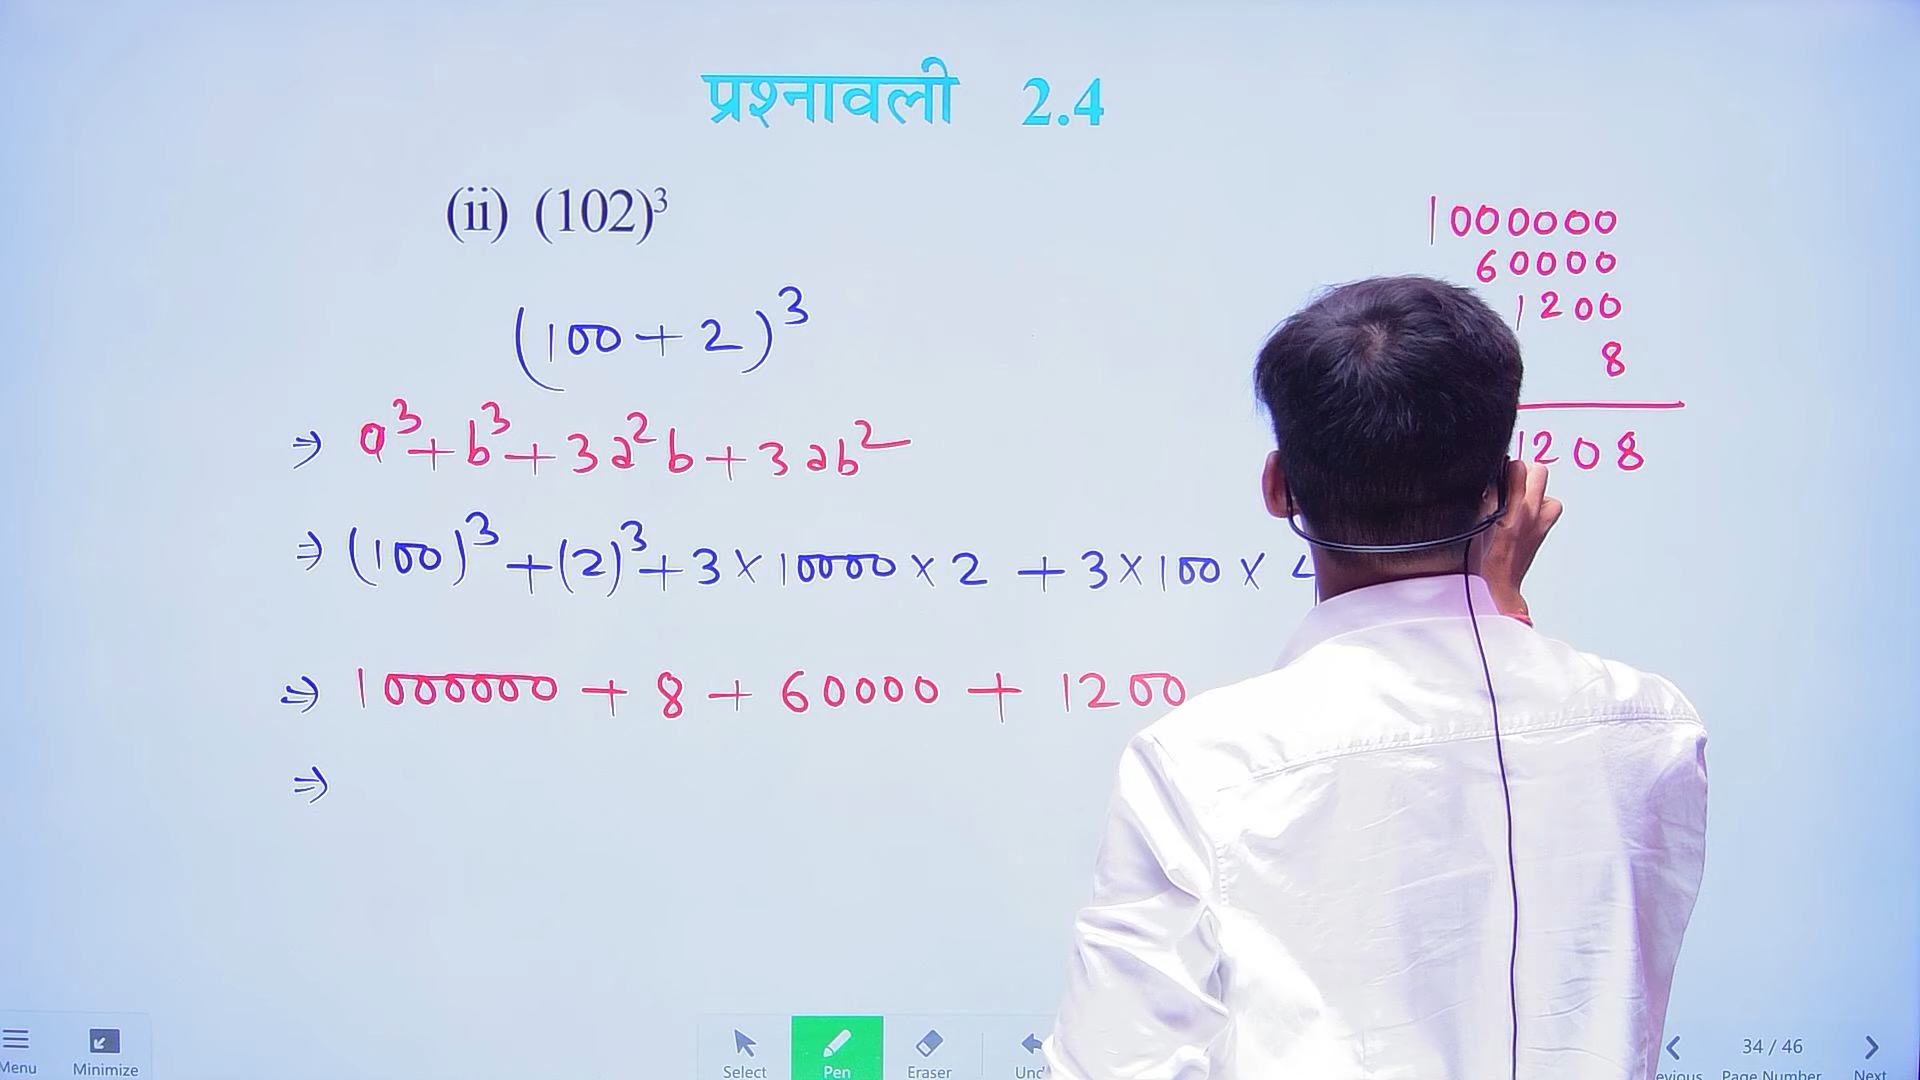 प्रश्नावली 2.4
(ii) (102)³
(100 + 2)³
⇒ a³ + b³ + 3a²b + 3ab²
⇒ (100)³ + (2)³ + 3 × 10000 × 2 + 3 × 100 × 4
⇒ 1000000 + 8 + 60000 + 1200
⇒
1000000
60000
1200
8
1208
Menu
Minimize
Select
Pen
Eraser
34 / 46
Page Number
Next